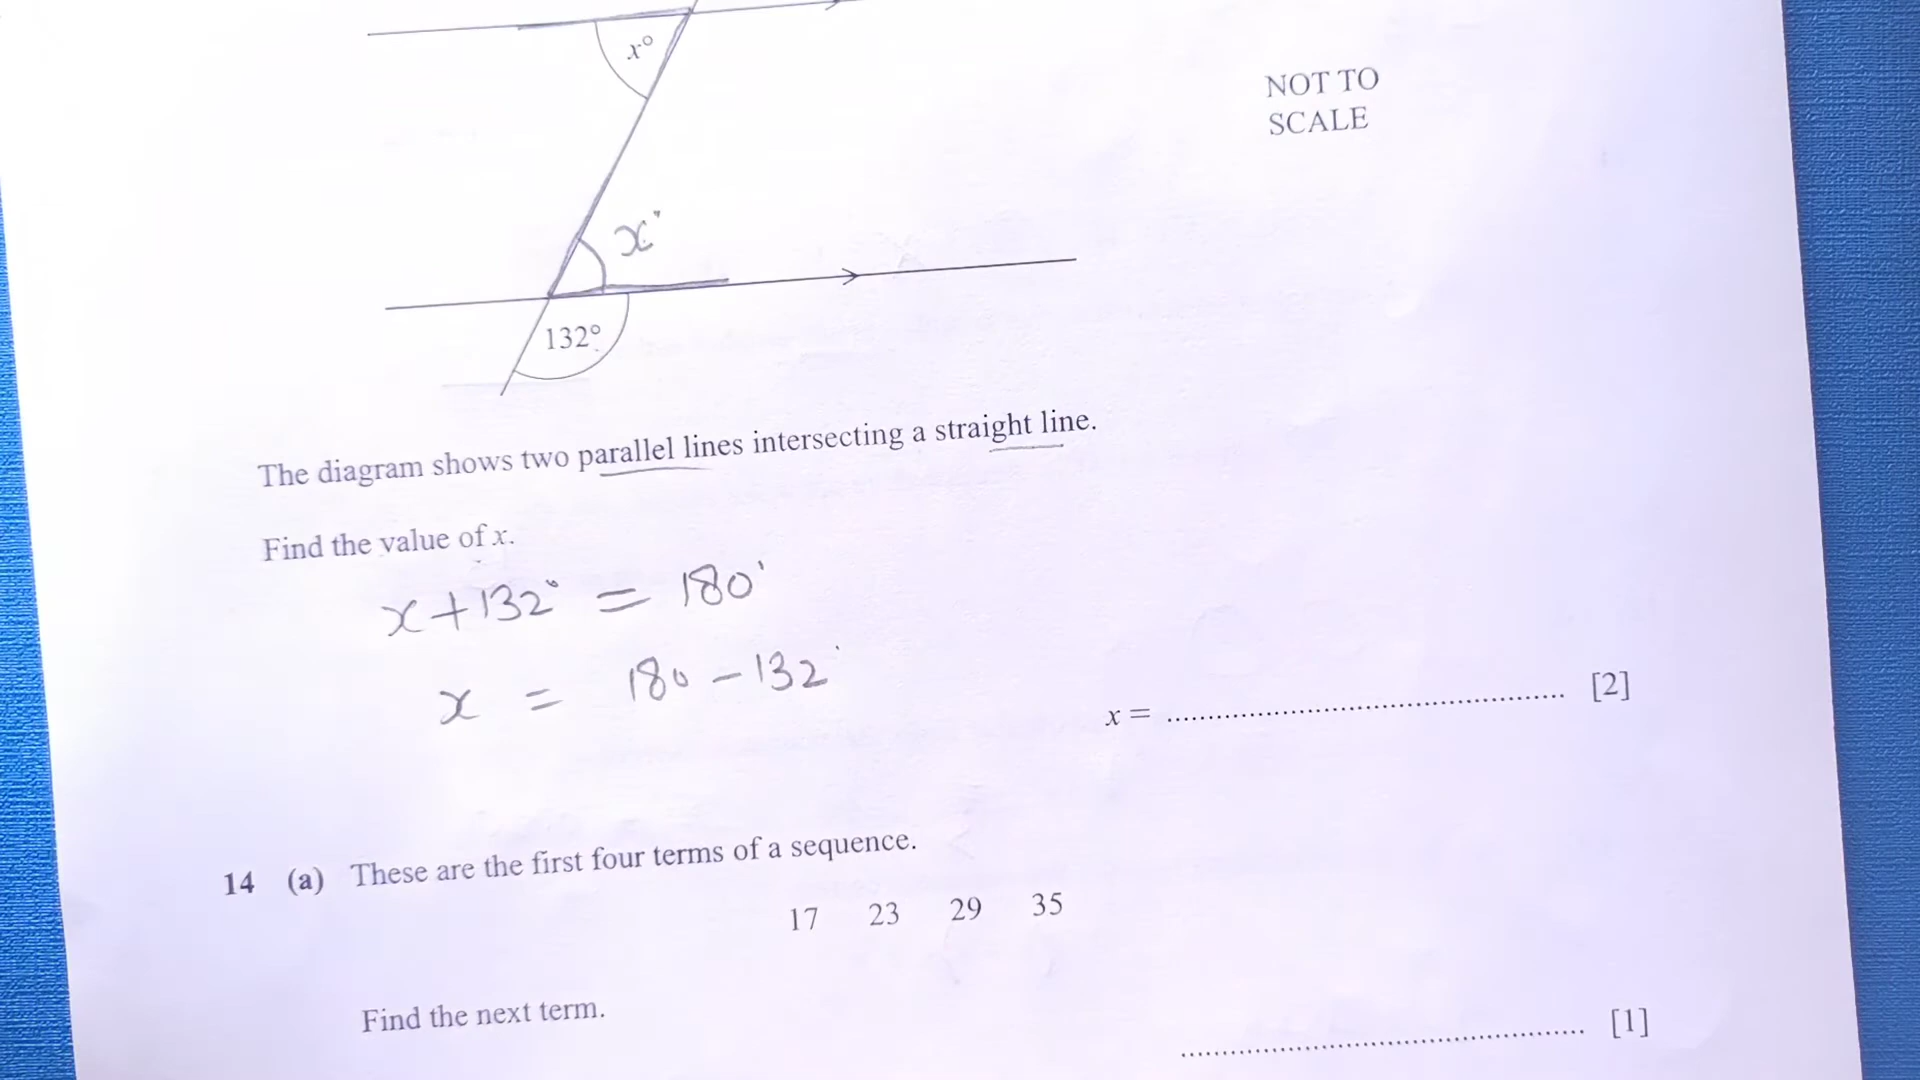 x°
NOT TO
SCALE
x°
132°
The diagram shows two parallel lines intersecting a straight line.
Find the value of x.
x + 132° = 180°
x = 180 - 132°
x = ........................................ [2]
14 (a) These are the first four terms of a sequence.
17 23 29 35
Find the next term.
........................................ [1]